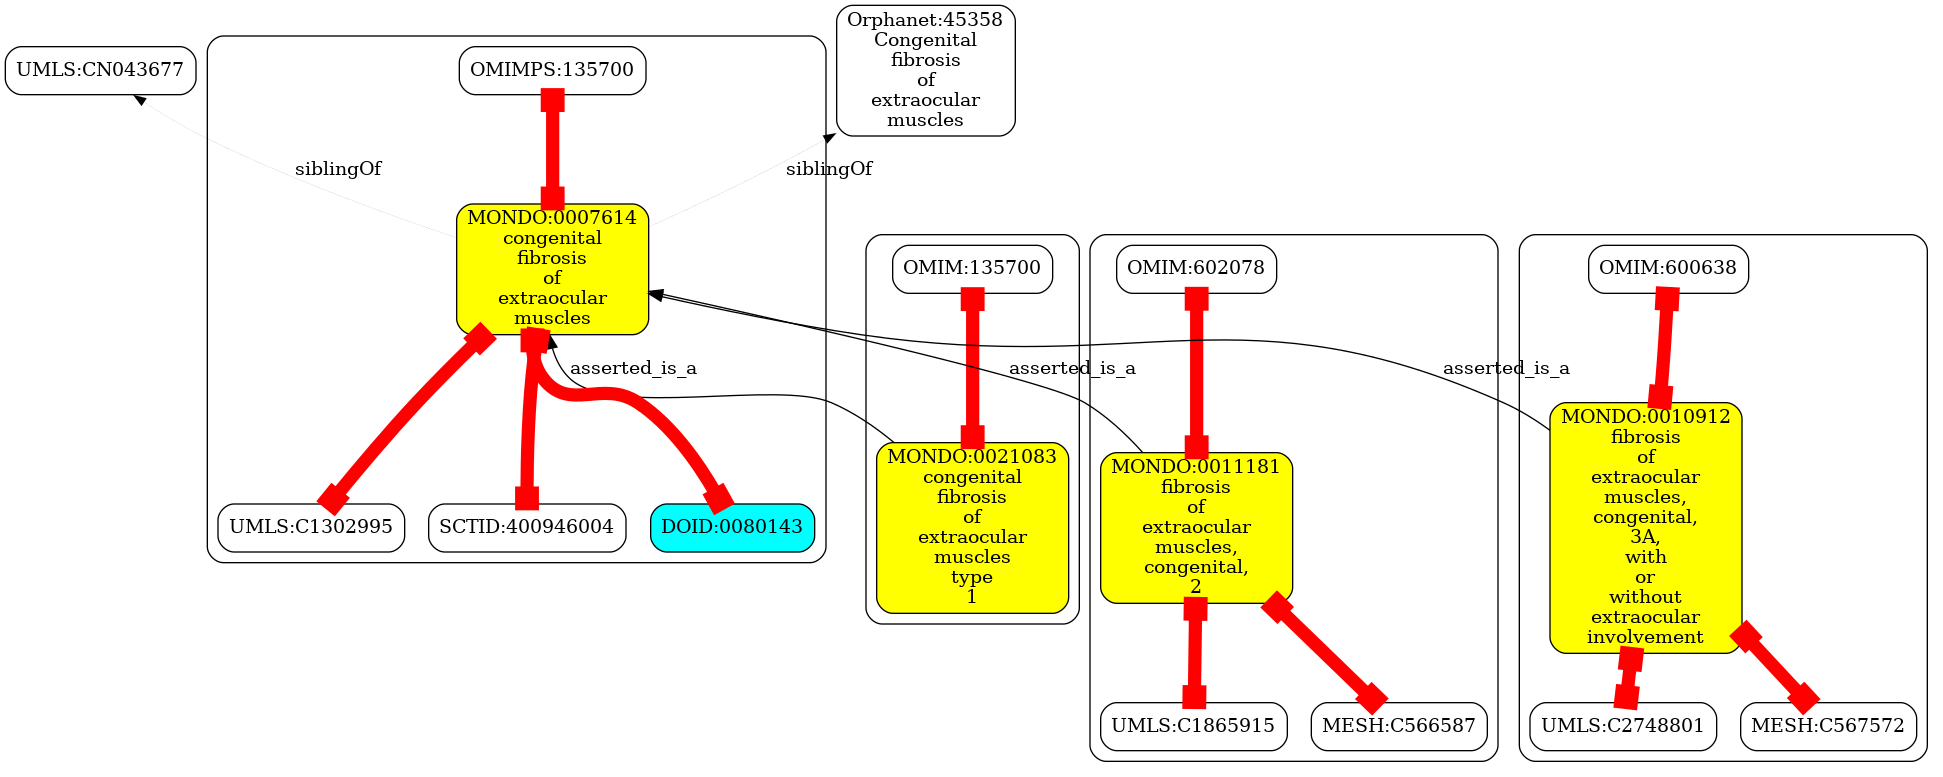 Orphanet:45358
Congenital
fibrosis
of
extraocular
muscles
UMLS:CN043677
OMIMPS:135700
siblingOf
siblingOf
MONDO:0007614
congenital
fibrosis
of
extraocular
muscles
OMIM:135700
OMIM:602078
OMIM:600638
asserted_is_a
asserted_is_a
asserted_is_a
UMLS:C1302995
SCTID:400946004
DOID:0080143
MONDO:0021083
congenital
fibrosis
of
extraocular
muscles
type
1
MONDO:0011181
fibrosis
of
extraocular
muscles,
congenital,
2
MONDO:0010912
fibrosis
of
extraocular
muscles,
congenital,
3A,
with
or
without
extraocular
involvement
UMLS:C1865915
MESH:C566587
UMLS:C2748801
MESH:C567572